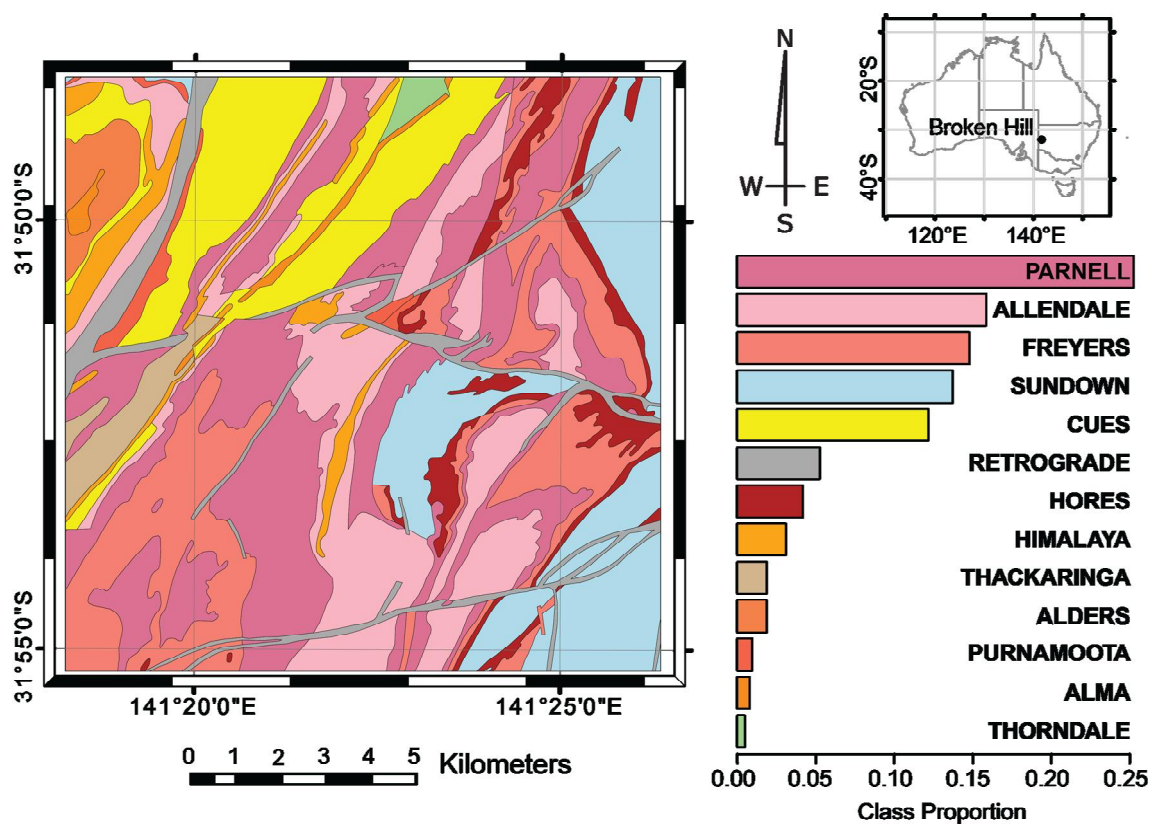 31°50'0"S
31°55'0"S
141°20'0"E
141°25'0"E
0 1 2 3 4 5 Kilometers
N
W E
S
20°S
40°S
Broken Hill
120°E
140°E
PARNELL
ALLENDALE
FREYERS
SUNDOWN
CUES
RETROGRADE
HORES
HIMALAYA
THACKARINGA
ALDERS
PURNAMOOTA
ALMA
THORNDALE
0.00 0.05 0.10 0.15 0.20 0.25
Class Proportion